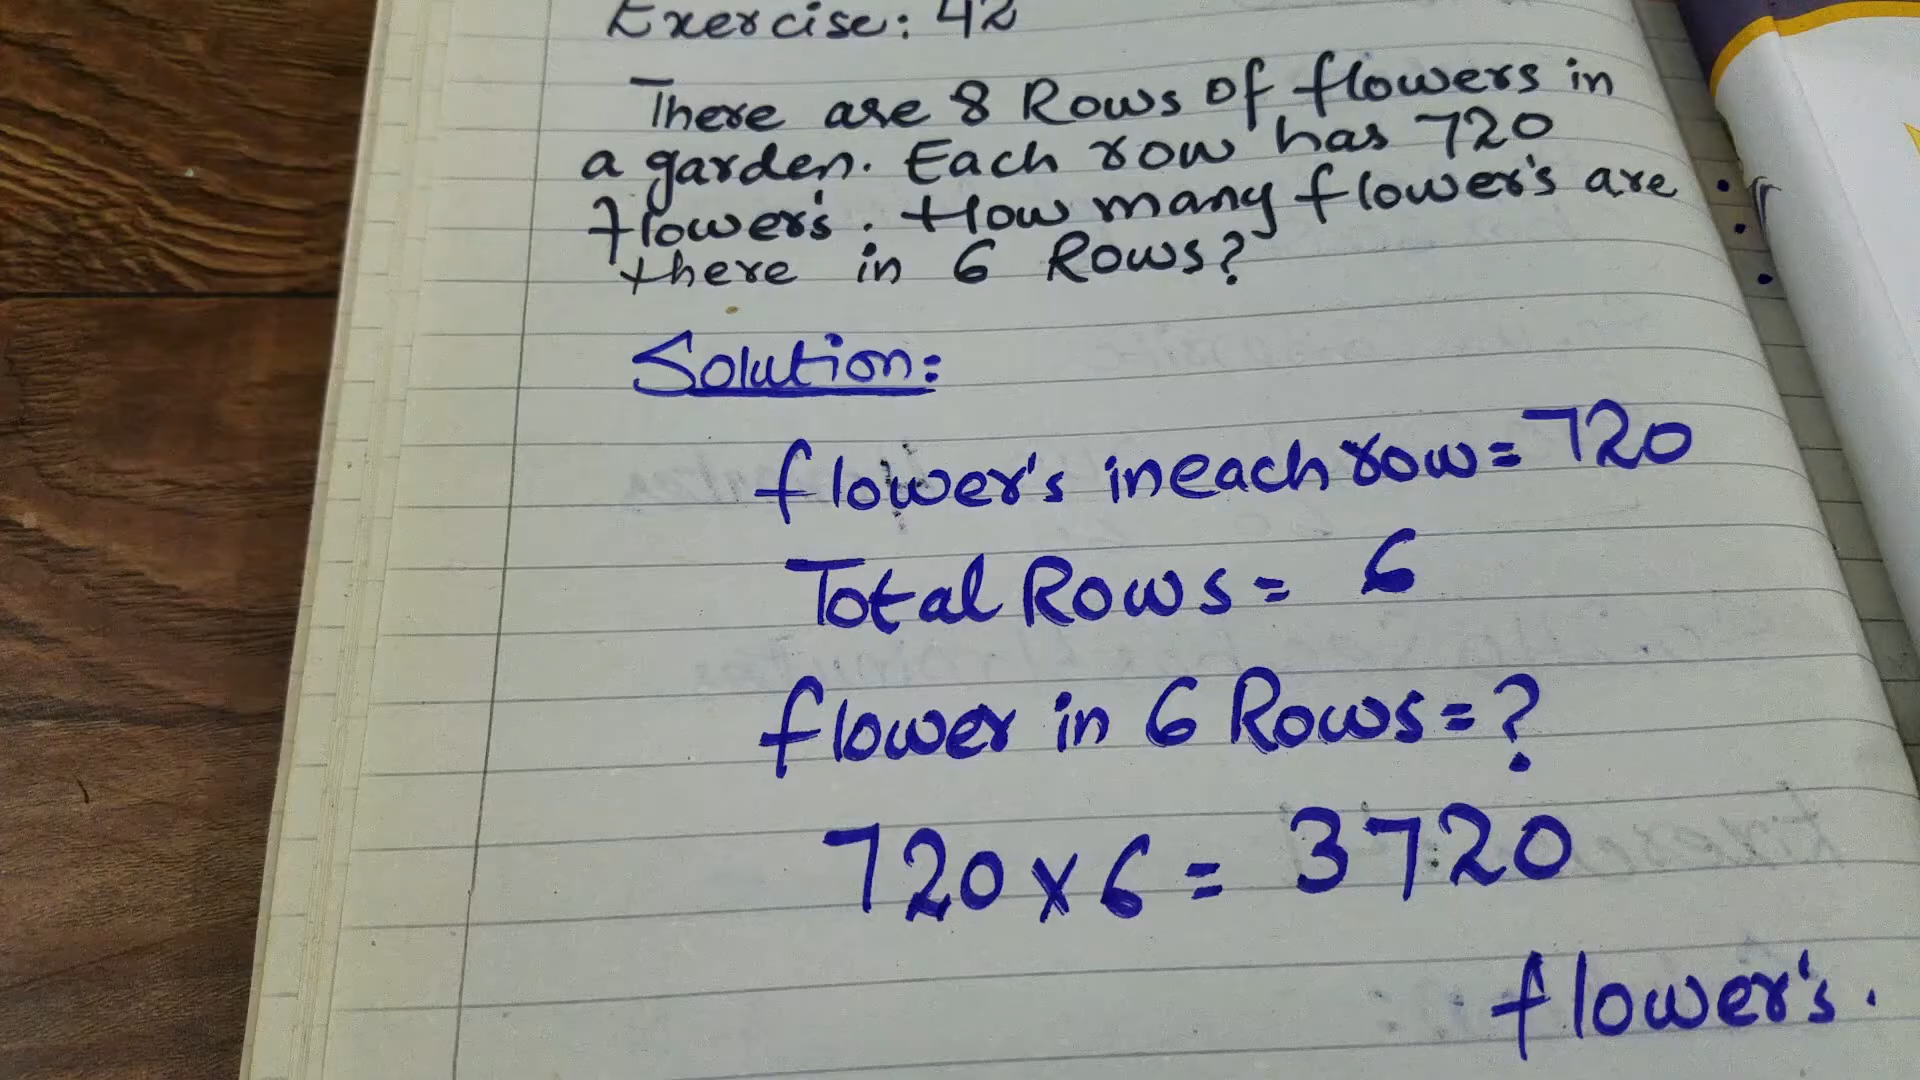 Exercise: 42
There are 8 Rows of flowers in
a garden. Each row has 720
flower's. How many flower's are
there in 6 Rows?
Solution:
flower's in each row = 720
Total Rows = 6
flower in 6 Rows = ?
720 x 6 = 3720
flower's.